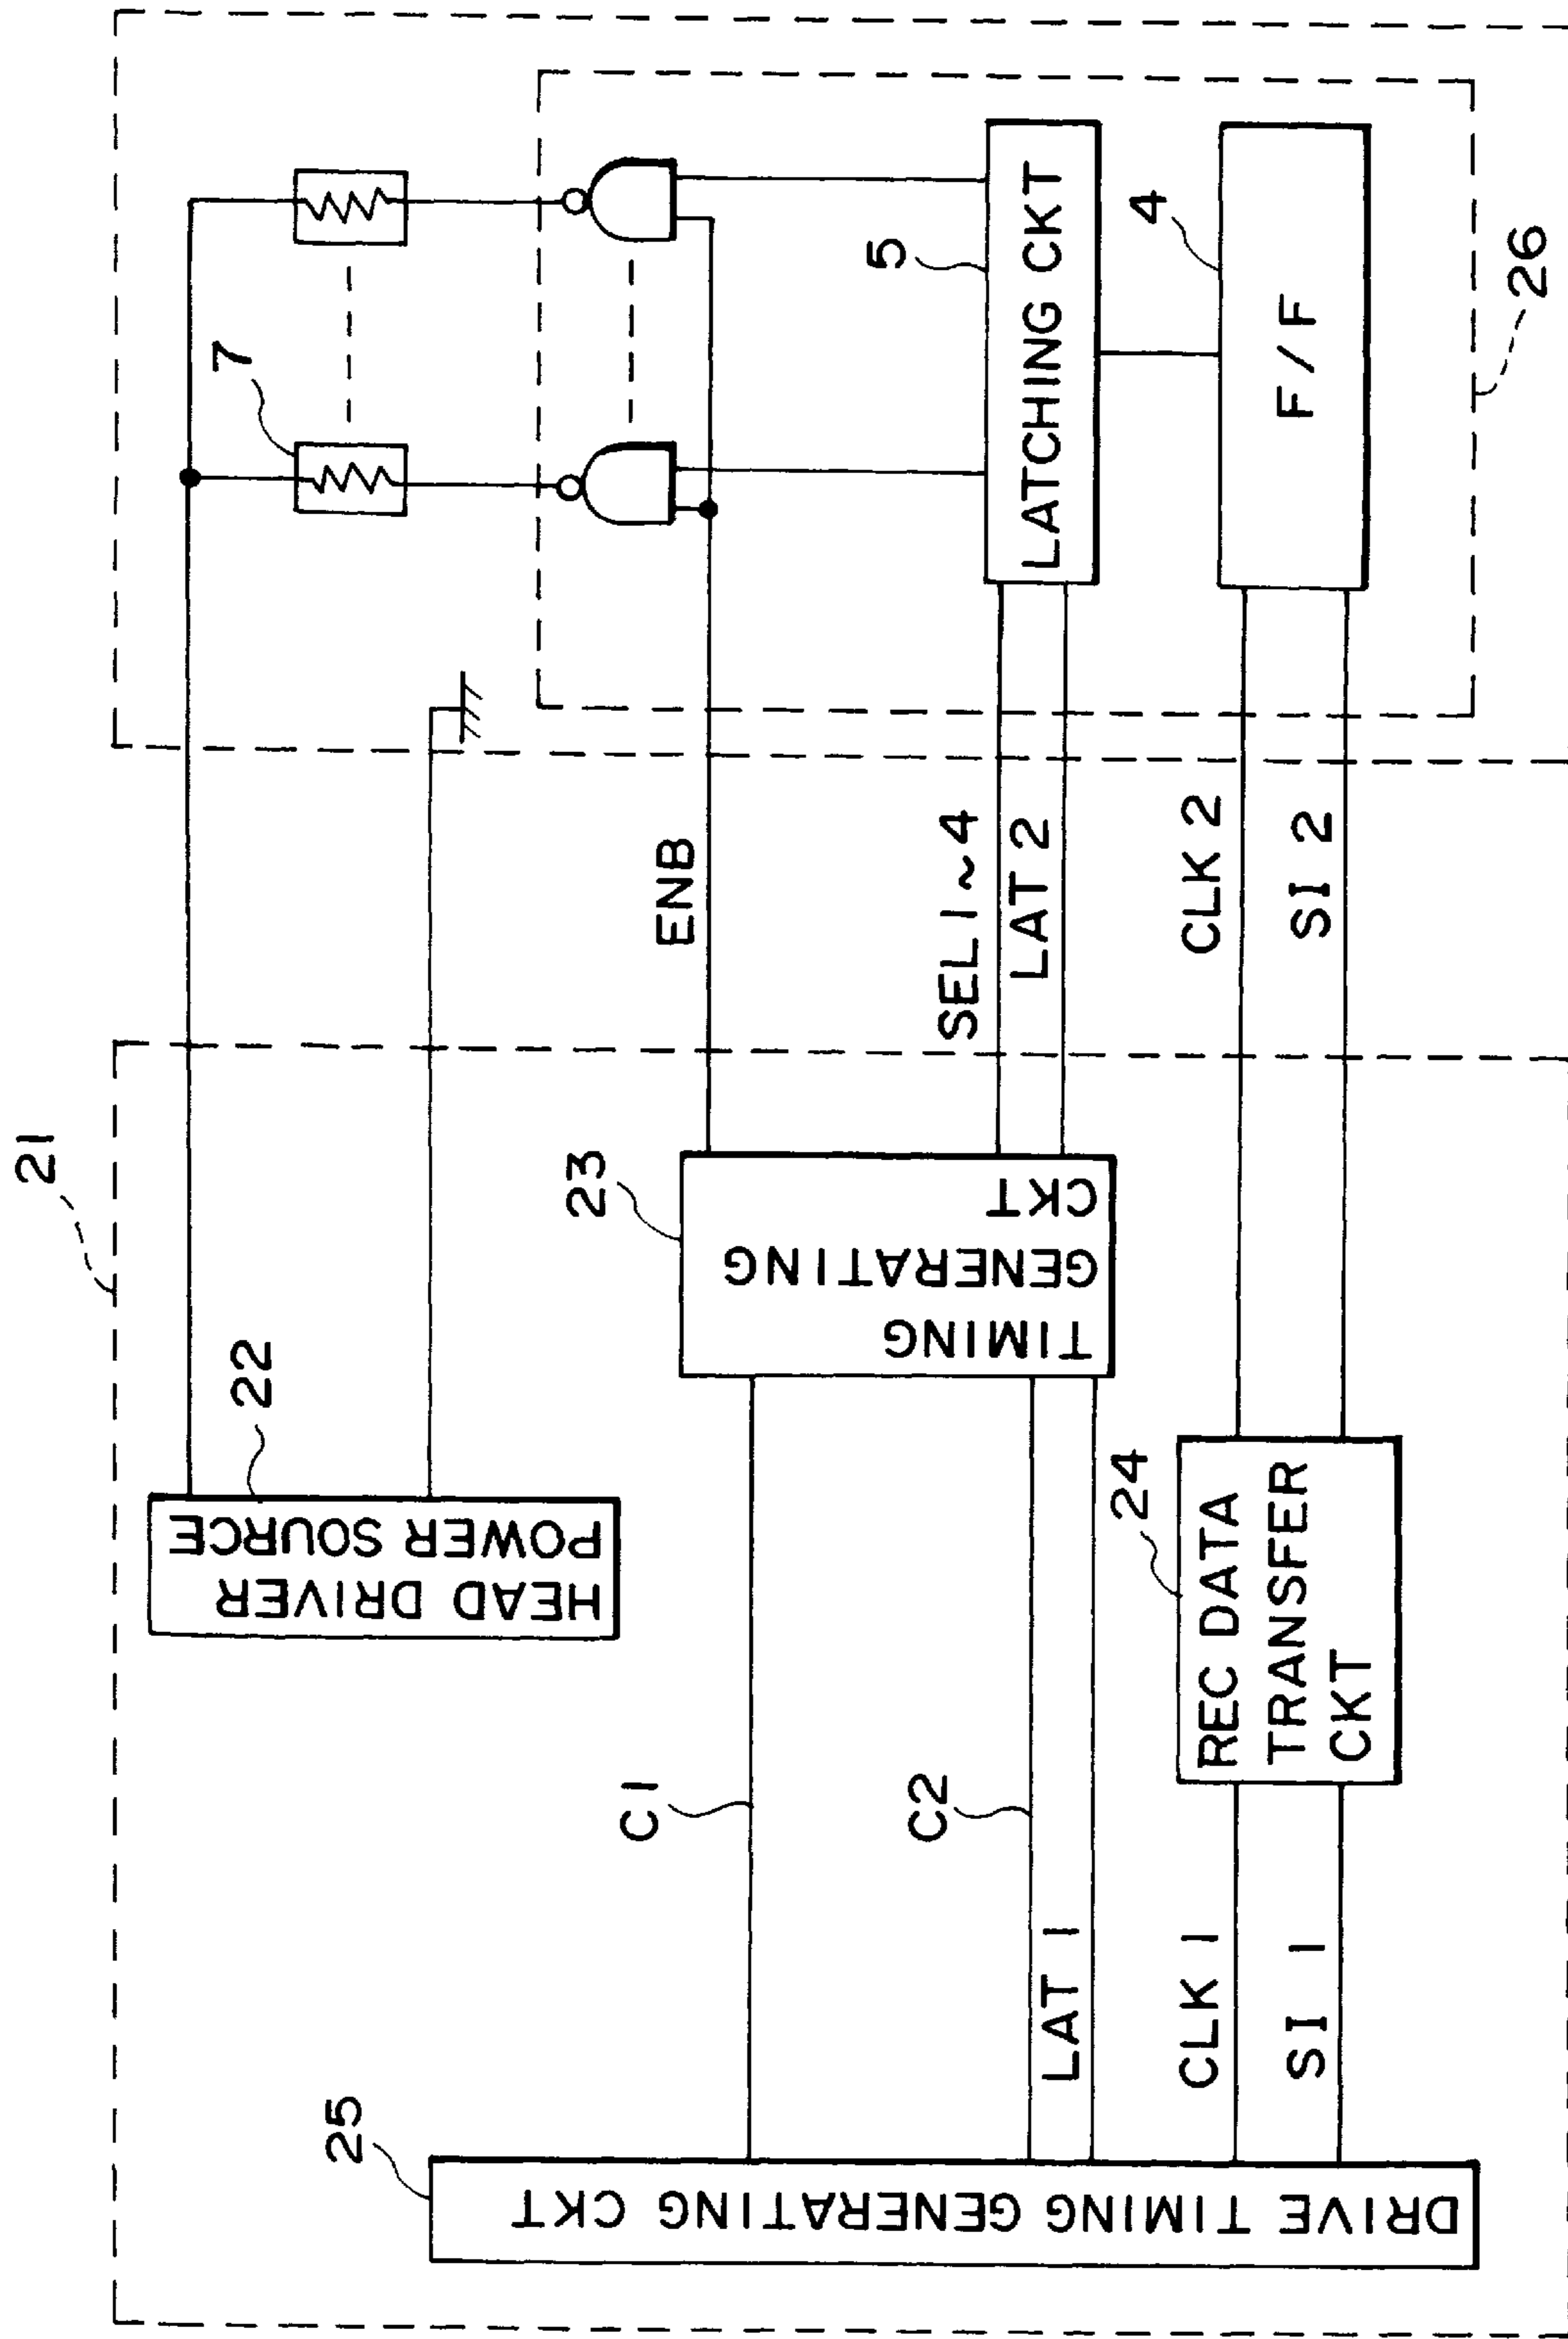 21
25
DRIVE TIMING GENERATING CKT
22
HEAD DRIVER
POWER SOURCE
C1
C2
LAT 1
CLK 1
SI 1
23
TIMING
GENERATING
CKT
24
REC DATA
TRANSFER
CKT
ENB
SEL1~4
LAT 2
CLK 2
SI 2
7
5
LATCHING CKT
4
F/F
26